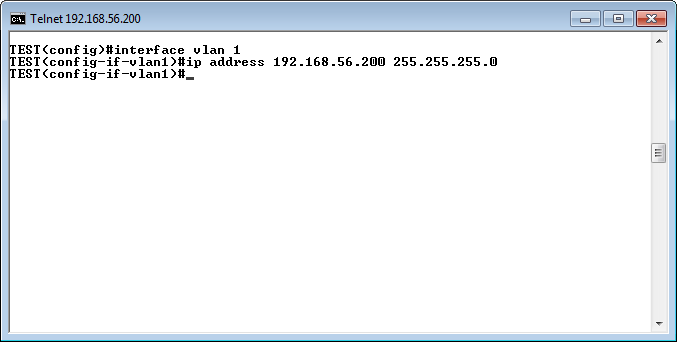 Telnet 192.168.56.200
TEST(config)#interface vlan 1
TEST(config-if-vlan1)#ip address 192.168.56.200 255.255.255.0
TEST(config-if-vlan1)#_